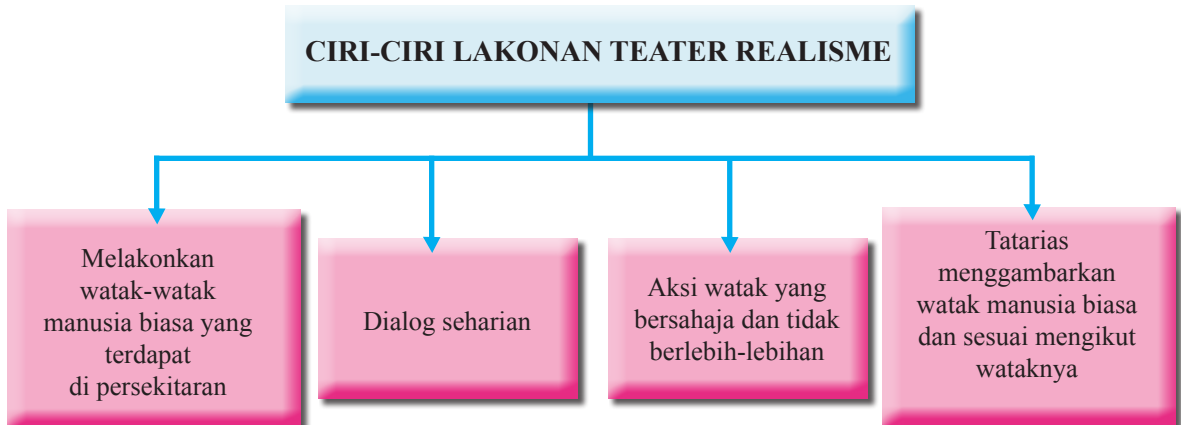 CIRI-CIRI LAKONAN TEATER REALISME
Melakonkan
watak-watak
manusia biasa yang
terdapat
di persekitaran
Dialog seharian
Aksi watak yang
bersahaja dan tidak
berlebih-lebihan
Tatarias
menggambarkan
watak manusia biasa
dan sesuai mengikut
wataknya